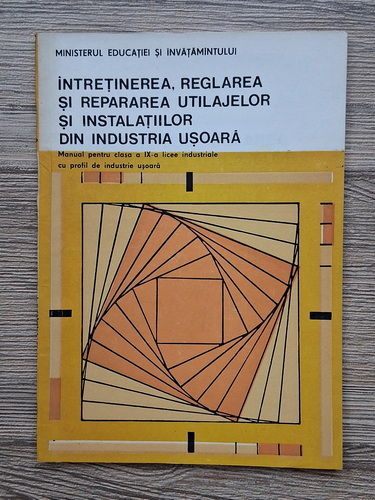 MINISTERUL EDUCAȚIEI ȘI ÎNVĂȚĂMÎNTULUI
ÎNTREȚINEREA, REGLAREA
ȘI REPARAREA UTILAJELOR
ȘI INSTALAȚIILOR
DIN INDUSTRIA UȘOARĂ
Manual pentru clasa a IX-a licee industriale
cu profil de industrie ușoară